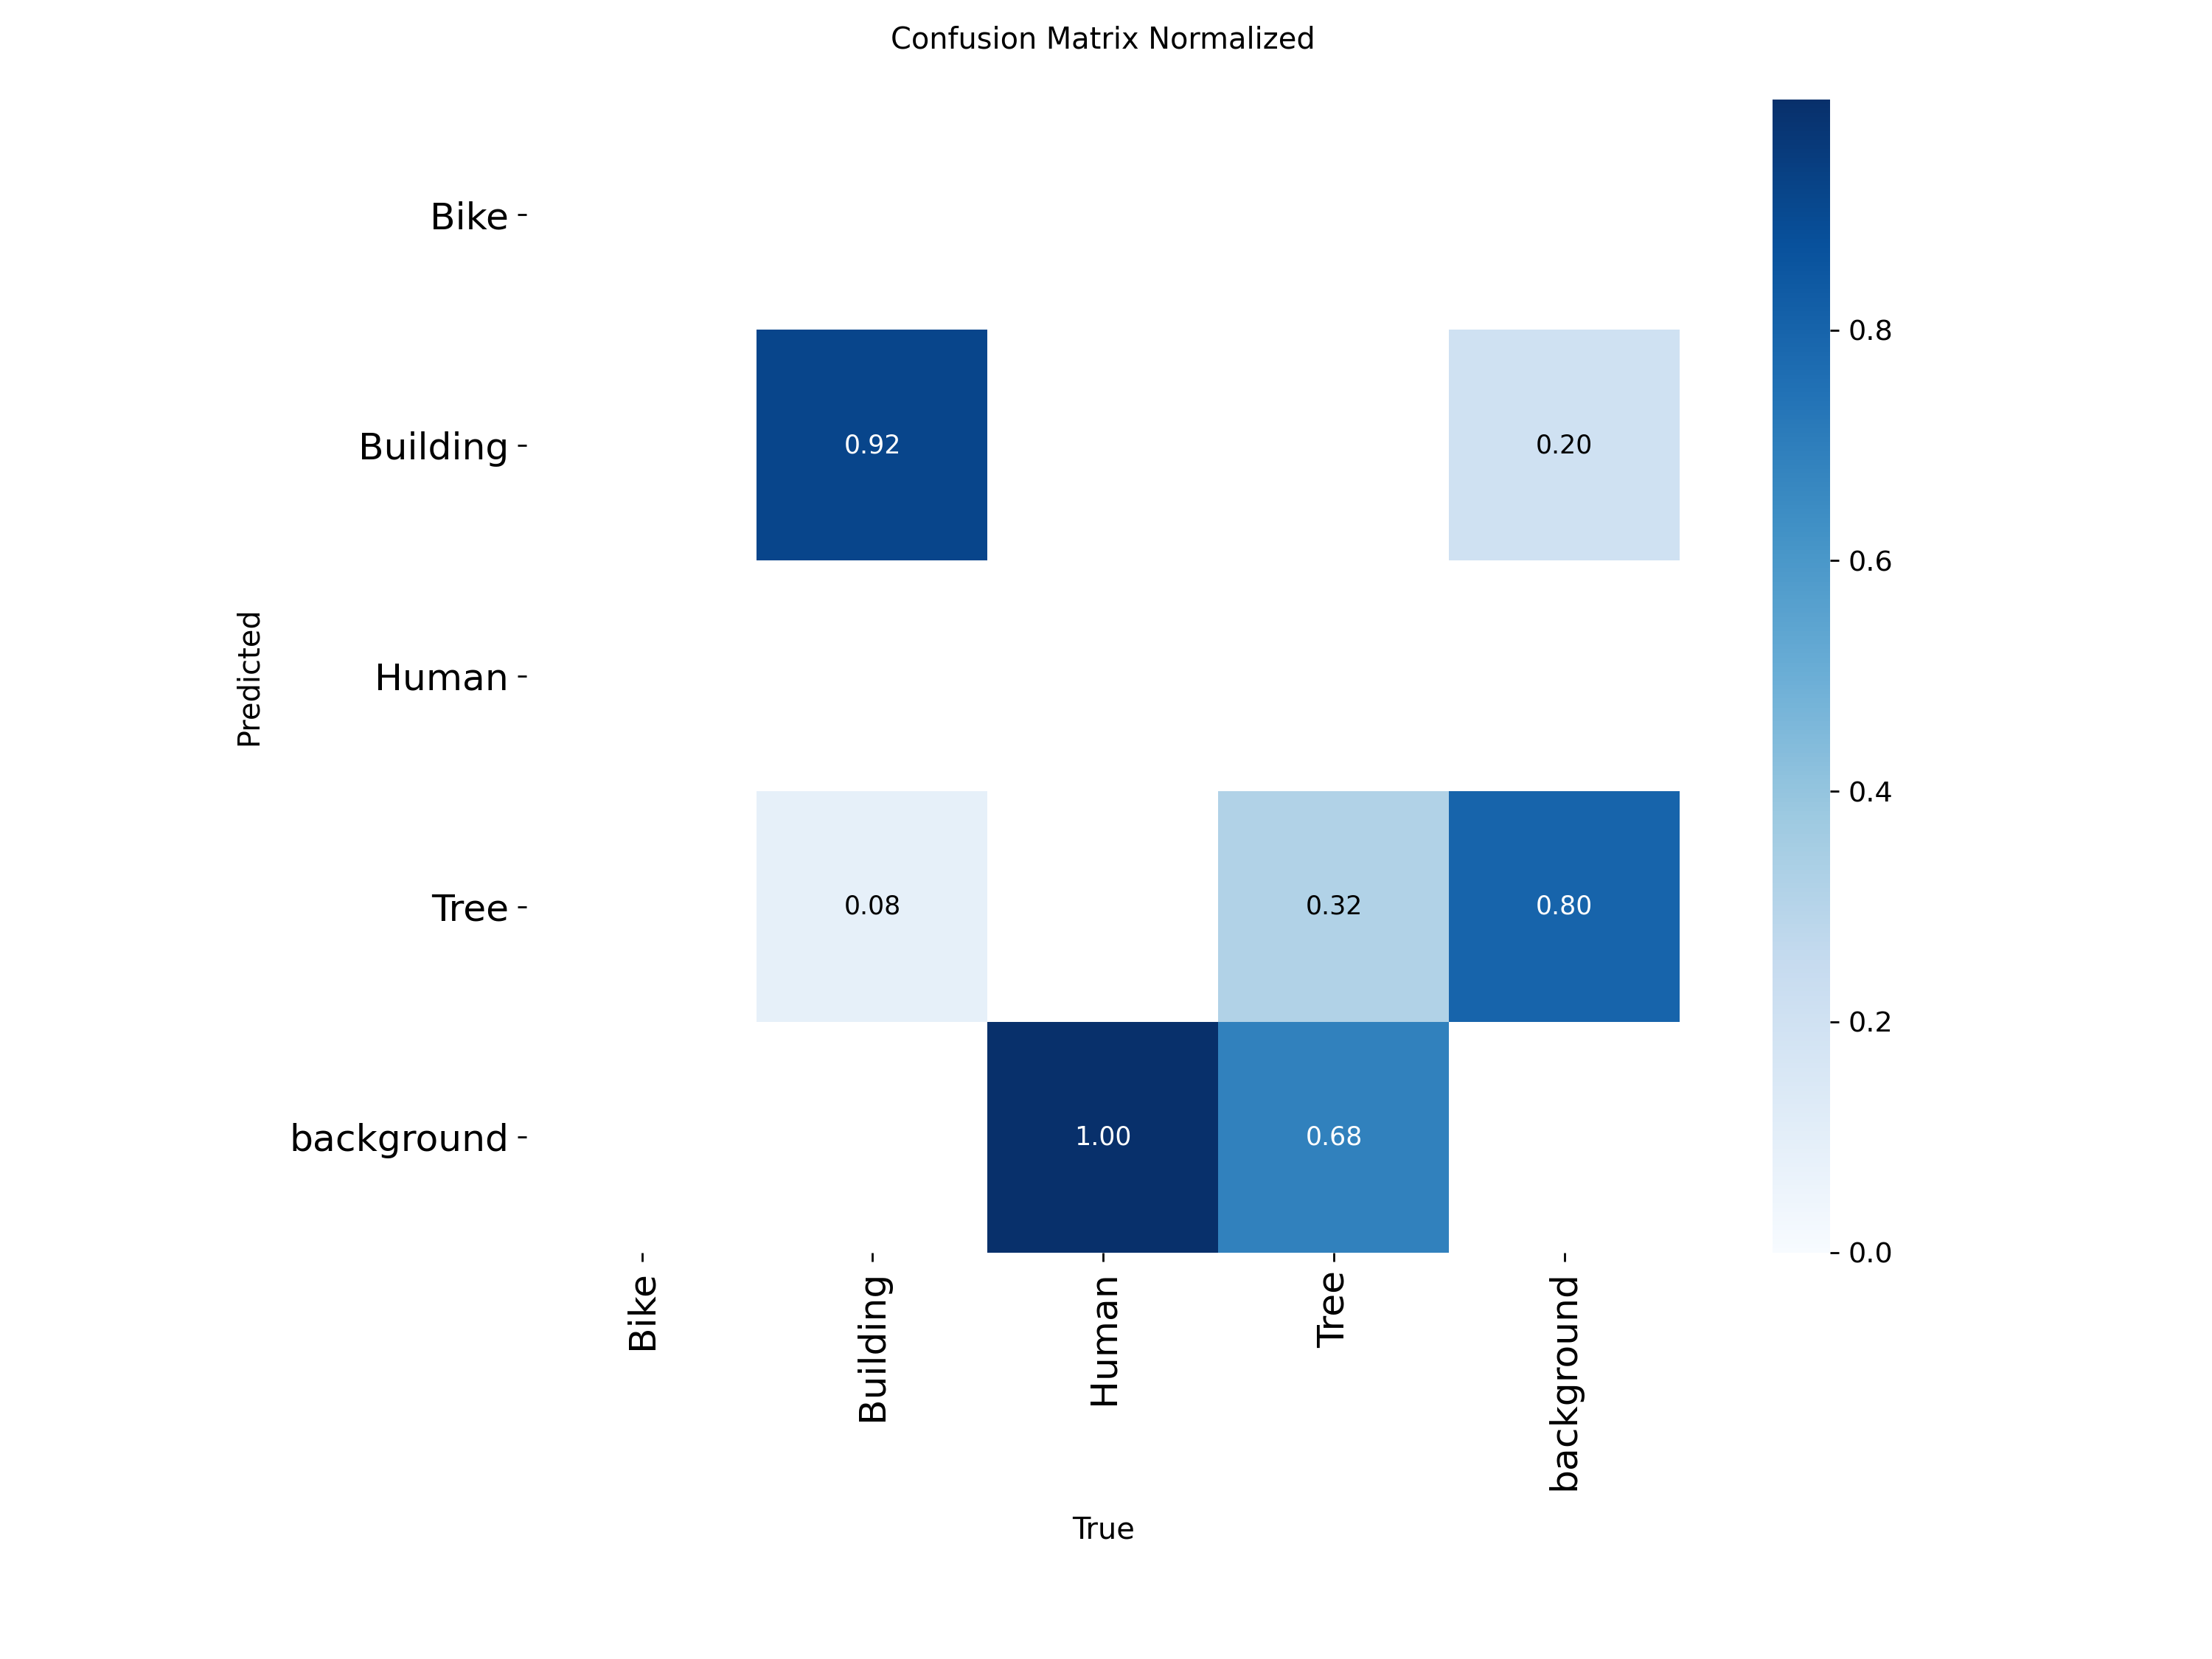 Confusion Matrix Normalized
Predicted
Bike
Building
Human
Tree
background
0.92
0.20
0.08
0.32
0.80
1.00
0.68
0.8
0.6
0.4
0.2
0.0
Bike
Building
Human
Tree
background
True